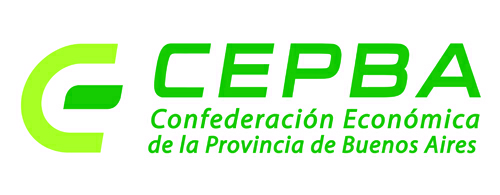 CEPBA
Confederación Económica
de la Provincia de Buenos Aires